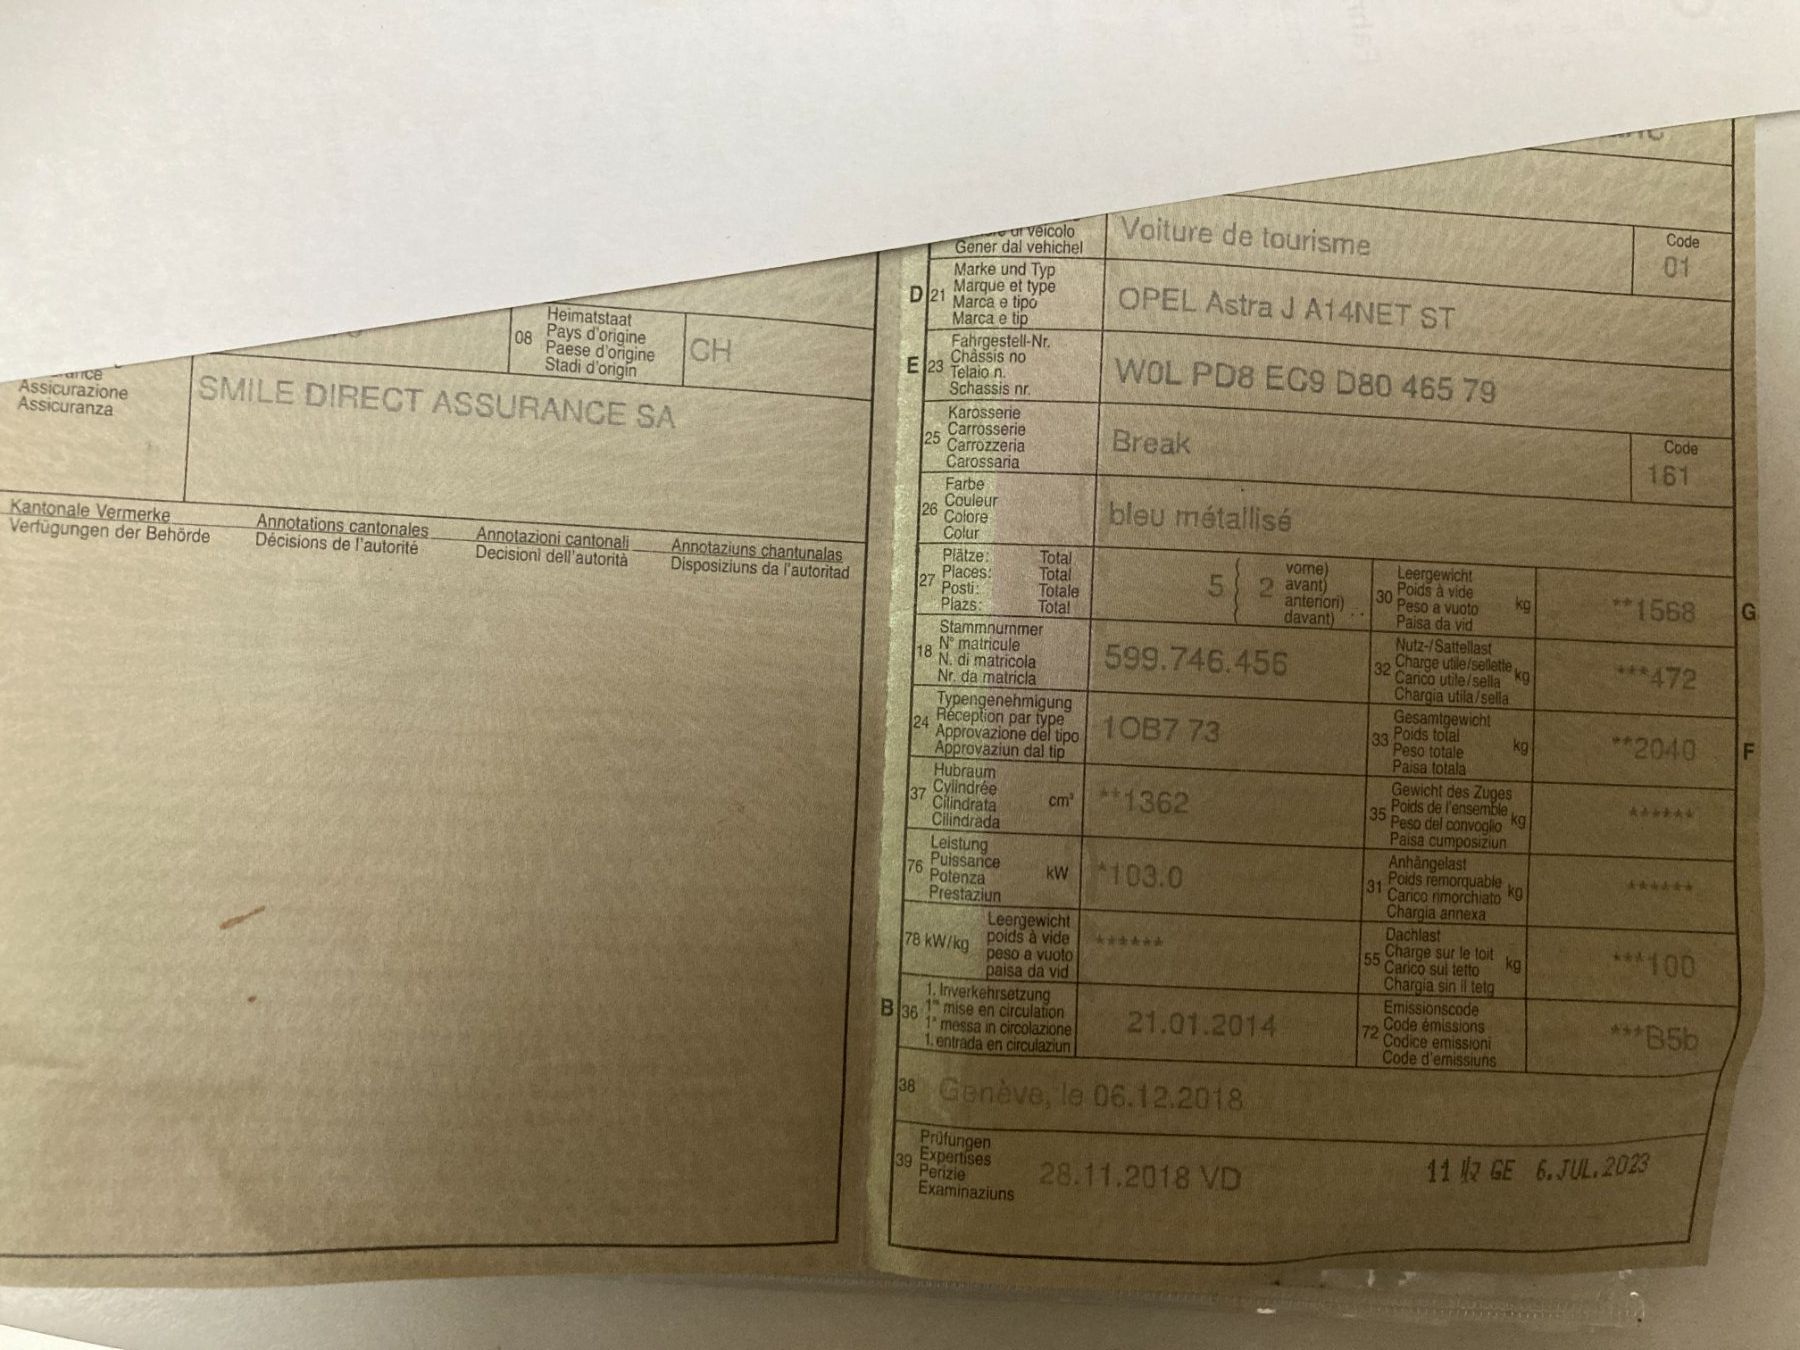 Heimatstaat
08 Pays d'origine CH
Paese d'origine
Stadi d'origin
Assicurazione SMILE DIRECT ASSURANCE SA
Assicuranza
Kantonale Vermerke Annotations cantonales Annotazioni cantonali Annotaziuns chantunalas
Verfügungen der Behörde Décisions de l'autorité Decisioni dell'autorità Disposiziuns da l'autoritad
di veicolo Voiture de tourisme Code
Gener dal vehichel 01
Marke und Typ
D 21 Marque et type OPEL Astra J A14NET ST
Marca e tipo
Marca e tip
Fahrgestell-Nr.
E 23 Châssis no W0L PD8 EC9 D80 465 79
Telaio n.
Schassis nr.
Karosserie
25 Carrosserie Break Code
Carrozzeria 161
Carossaria
Farbe
26 Couleur bleu métallisé
Colore
Colur
Plätze: Total vorne) Leergewicht
27 Places: Total 5 { 2 avant) 30 Poids à vide kg **1568 G
Posti: Totale anteriori) Peso a vuoto
Plazs: Total davant) . . Paisa da vid
Stammnummer Nutz-/Sattellast
18 N° matricule 599.746.456 32 Charge utile/sellette kg ***472
N. di matricola Carico utile/sella
Nr. da matricla Chargia utila/sella
Typengenehmigung Gesamtgewicht
24 Réception par type 1OB7 73 33 Poids total kg **2040 F
Approvazione del tipo Peso totale
Approvaziun dal tip Paisa totala
Hubraum Gewicht des Zuges
37 Cylindrée cm³ **1362 35 Poids de l'ensemble kg ******
Cilindrata Peso del convoglio
Cilindrada Paisa cumposiziun
Leistung Anhängelast
76 Puissance kW *103.0 31 Poids remorquable kg ******
Potenza Carico rimorchiato
Prestaziun Chargia annexa
Leergewicht Dachlast
78 kW/kg poids à vide ****** 55 Charge sur le toit kg ***100
peso a vuoto Carico sul tetto
paisa da vid Chargia sin il tetg
1. Inverkehrsetzung Emissionscode
B 36 1re mise en circulation 21.01.2014 72 Code émissions ***B5b
1a messa in circolazione Codice emissioni
1. entrada en circulaziun Code d'emissiuns
38 Genève, le 06.12.2018
Prüfungen
39 Expertises 28.11.2018 VD 11 GE 6.JUL.2023
Perizie
Examinaziuns